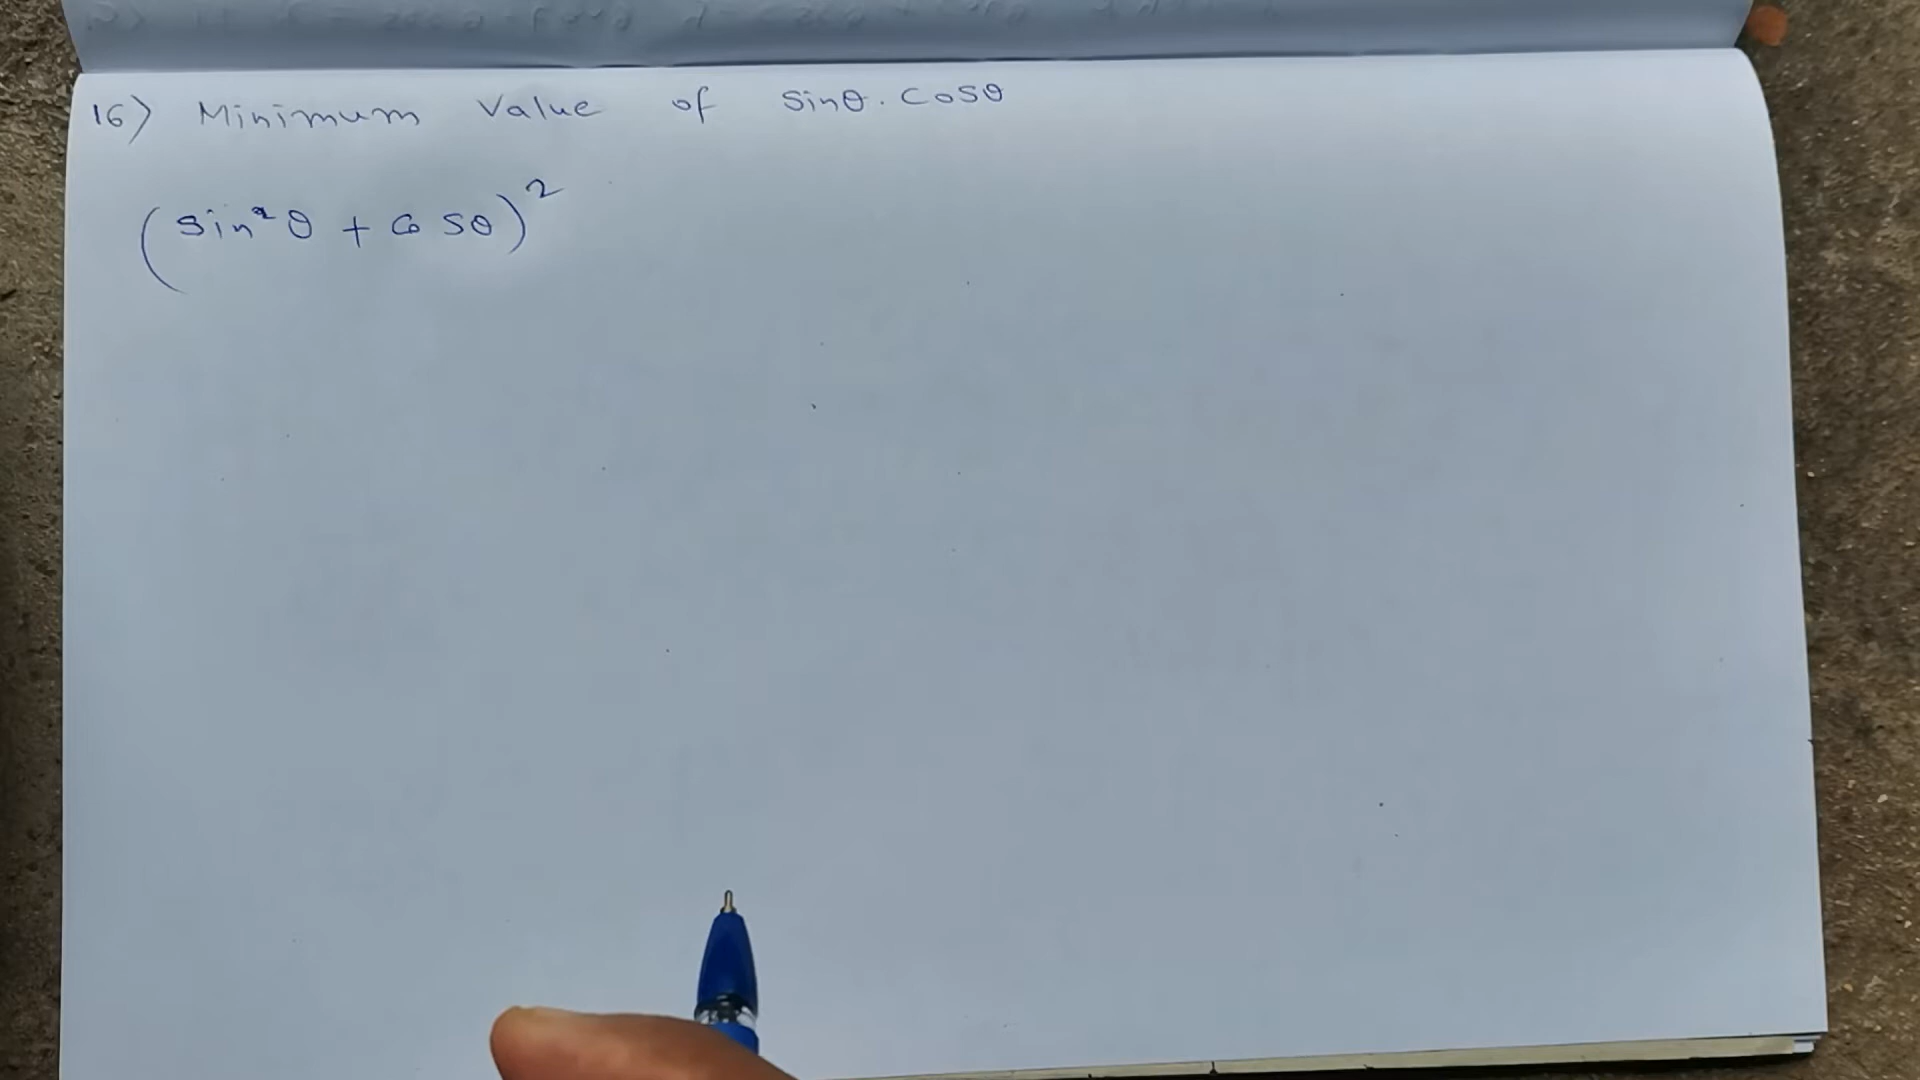 16) Minimum Value of Sinθ. Cosθ
(Sin²θ + Cosθ)²